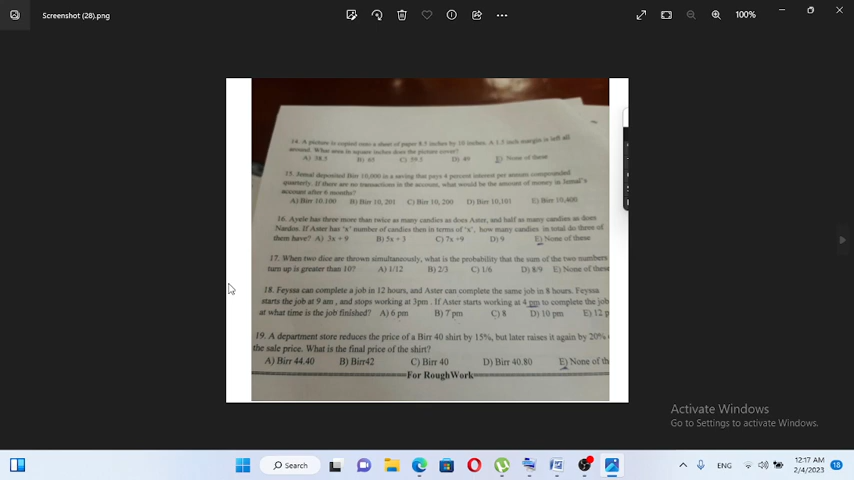 Screenshot (28).png
100%
14. A picture is copied onto a sheet of paper 8.5 inches by 10 inches. A 1.5 inch margin is left all
around. What area in square inches does the picture cover?
A) 38.5 B) 65 C) 59.5 D) 49 E) None of these
15. Jemal deposited Birr 10,000 in a saving that pays 4 percent interest per annum compounded
quarterly. If there are no transactions in the account, what would be the amount of money in Jemal's
account after 6 months?
A) Birr 10,100 B) Birr 10, 201 C) Birr 10, 200 D) Birr 10,101 E) Birr 10,400
16. Ayele has three more than twice as many candies as does Aster, and half as many candies as does
Nardos. If Aster has 'x' number of candies then in terms of 'x', how many candies in total do three of
them have? A) 3x + 9 B) 5x + 3 C) 7x +9 D) 9 E) None of these
17. When two dice are thrown simultaneously, what is the probability that the sum of the two numbers
turn up is greater than 10? A) 1/12 B) 2/3 C) 1/6 D) 8/9 E) None of these
18. Feyssa can complete a job in 12 hours, and Aster can complete the same job in 8 hours. Feyssa
starts the job at 9 am, and stops working at 3pm. If Aster starts working at 4 pm to complete the job
at what time is the job finished? A) 6 pm B) 7 pm C) 8 D) 10 pm E) 12 p
19. A department store reduces the price of a Birr 40 shirt by 15%, but later raises it again by 20%
the sale price. What is the final price of the shirt?
A) Birr 44.40 B) Birr42 C) Birr 40 D) Birr 40.80 E) None of th
For RoughWork
Activate Windows
Go to Settings to activate Windows.
Search
ENG
12:17 AM
2/4/2023
18